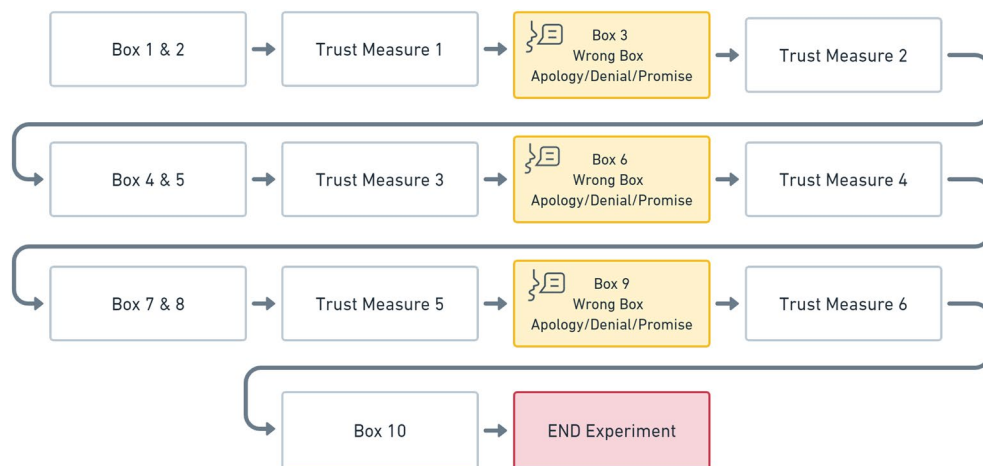 Box 1 & 2
Trust Measure 1
Box 3
Wrong Box
Apology/Denial/Promise
Trust Measure 2
Box 4 & 5
Trust Measure 3
Box 6
Wrong Box
Apology/Denial/Promise
Trust Measure 4
Box 7 & 8
Trust Measure 5
Box 9
Wrong Box
Apology/Denial/Promise
Trust Measure 6
Box 10
END Experiment